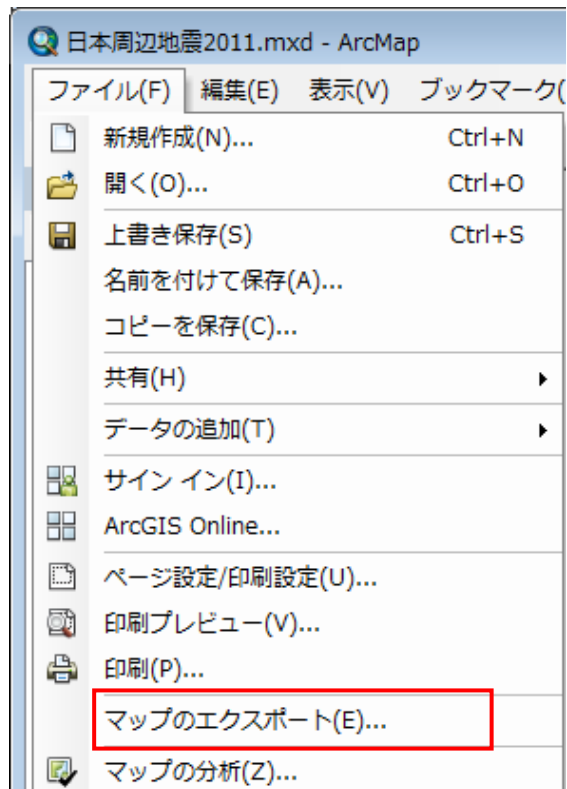 日本周辺地震2011.mxd - ArcMap
ファイル(F) 編集(E) 表示(V) ブックマーク(
新規作成(N)... Ctrl+N
開く(O)... Ctrl+O
上書き保存(S) Ctrl+S
名前を付けて保存(A)...
コピーを保存(C)...
共有(H)
データの追加(T)
サイン イン(I)...
ArcGIS Online...
ページ設定/印刷設定(U)...
印刷プレビュー(V)...
印刷(P)...
マップのエクスポート(E)...
マップの分析(Z)...